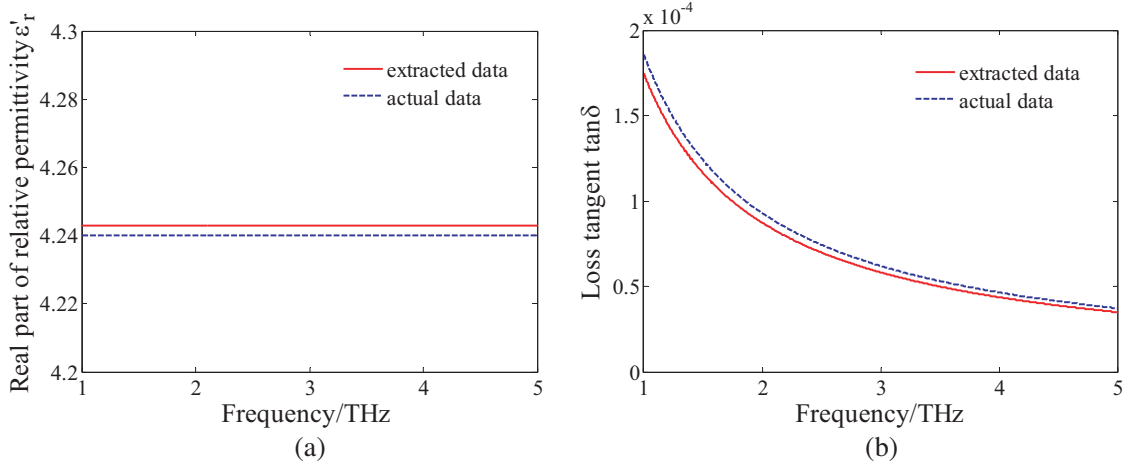 4.3
4.28
4.26
4.24
4.22
4.2
Real part of relative permittivity ε'r
extracted data
actual data
1 2 3 4 5
Frequency/THz
(a)
x 10^-4
2
1.5
1
0.5
0
Loss tangent tanδ
extracted data
actual data
1 2 3 4 5
Frequency/THz
(b)